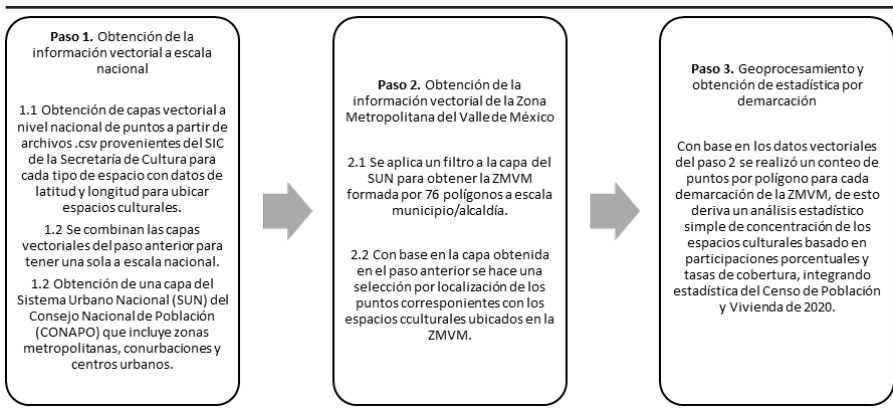 Paso 1. Obtención de la
información vectorial a escala
nacional
1.1 Obtención de capas vectorial a
nivel nacional de puntos a partir de
archivos .csv provenientes del SIC
de la Secretaría de Cultura para
cada tipo de espacio con datos de
latitud y longitud para ubicar
espacios culturales.
1.2 Se combinan las capas
vectoriales del paso anterior para
tener una sola a escala nacional.
1.2 Obtención de una capa del
Sistema Urbano Nacional (SUN) del
Consejo Nacional de Población
(CONAPO) que incluye zonas
metropolitanas, conurbaciones y
centros urbanos.
Paso 2. Obtención de la
información vectorial de la Zona
Metropolitana del Valle de México
2.1 Se aplica un filtro a la capa del
SUN para obtener la ZMVM
formada por 76 polígonos a escala
municipio/alcaldía.
2.2 Con base en la capa obtenida
en el paso anterior se hace una
selección por localización de los
puntos corresponientes con los
espacios cculturales ubicados en la
ZMVM.
Paso 3. Geoprocesamiento y
obtención de estadística por
demarcación
Con base en los datos vectoriales
del paso 2 se realizó un conteo de
puntos por polígono para cada
demarcación de la ZMVM, de esto
deriva un análisis estadístico
simple de concentración de los
espacios culturales basado en
participaciones porcentuales y
tasas de cobertura, integrando
estadística del Censo de Población
y Vivienda de 2020.